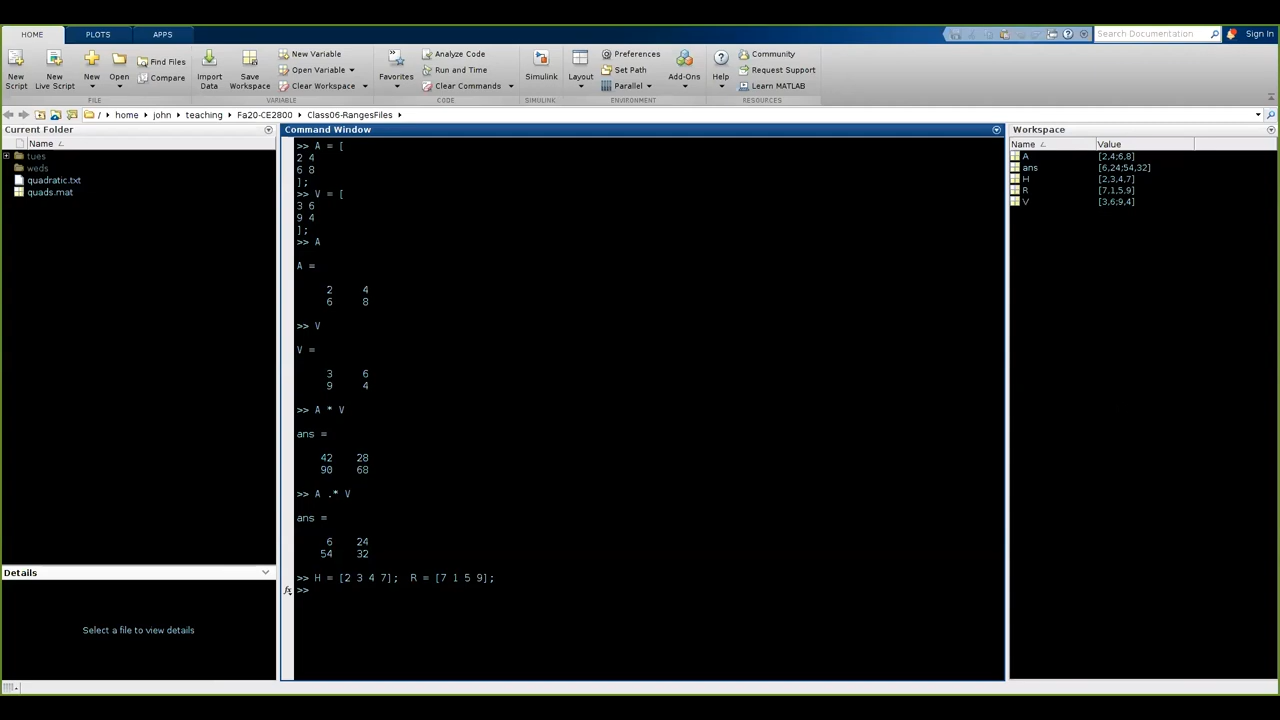 HOME PLOTS APPS
Search Documentation Sign In
New Script New Live Script New Open Find Files Compare
Import Data Save Workspace New Variable Open Variable Clear Workspace
Favorites Analyze Code Run and Time Clear Commands
Simulink Layout Preferences Set Path Parallel Add-Ons
Help Community Request Support Learn MATLAB
FILE VARIABLE CODE SIMULINK ENVIRONMENT RESOURCES
/ home john teaching Fa20-CE2800 Class06-RangesFiles
Current Folder
Name
tues
weds
quadratic.txt
quads.mat
Details
Select a file to view details
Command Window
>> A = [
2 4
6 8
];
>> V = [
3 6
9 4
];
>> A
A =
2 4
6 8
>> V
V =
3 6
9 4
>> A * V
ans =
42 28
90 68
>> A .* V
ans =
6 24
54 32
>> H = [2 3 4 7]; R = [7 1 5 9];
fx >>
Workspace
Name Value
A [2,4;6,8]
ans [6,24;54,32]
H [2,3,4,7]
R [7,1,5,9]
V [3,6;9,4]